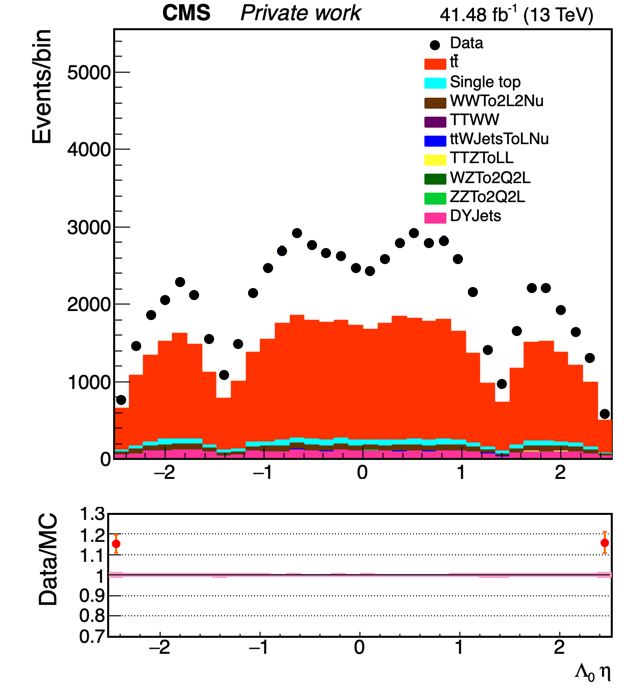 CMS Private work 41.48 fb⁻¹ (13 TeV)
Events/bin
5000
4000
3000
2000
1000
0
−2 −1 0 1 2
Data
tt̄
Single top
WWTo2L2Nu
TTWW
ttWJetsToLNu
TTZToLL
WZTo2Q2L
ZZTo2Q2L
DYJets
Data/MC
1.3
1.2
1.1
1
0.9
0.8
0.7
−2 −1 0 1 2
Λ₀ η